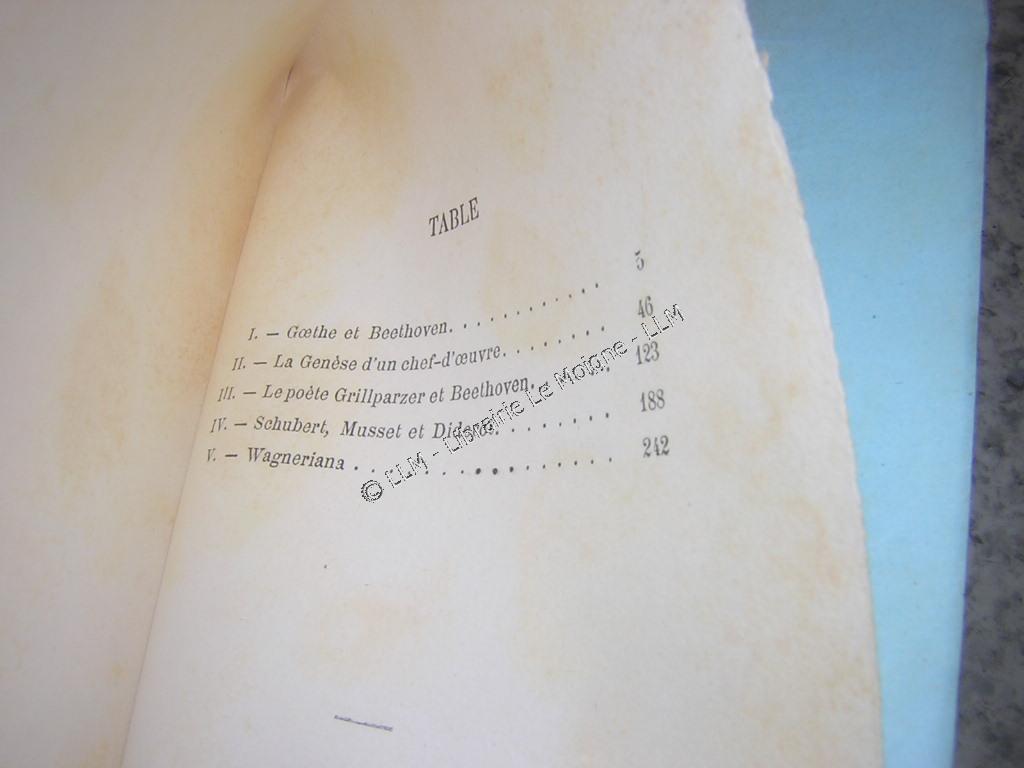 TABLE
I. — Gœthe et Beethoven. . . . . . . . . . . . 5
II. — La Genèse d'un chef-d'œuvre. . . . . . . . 46
III. — Le poète Grillparzer et Beethoven. . . . . . 123
IV. — Schubert, Musset et Diderot. . . . . . . . 188
V. — Wagneriana . . . . . . . . . . . . . . . 242
© LLM - Librairie Le Moigne - LLM